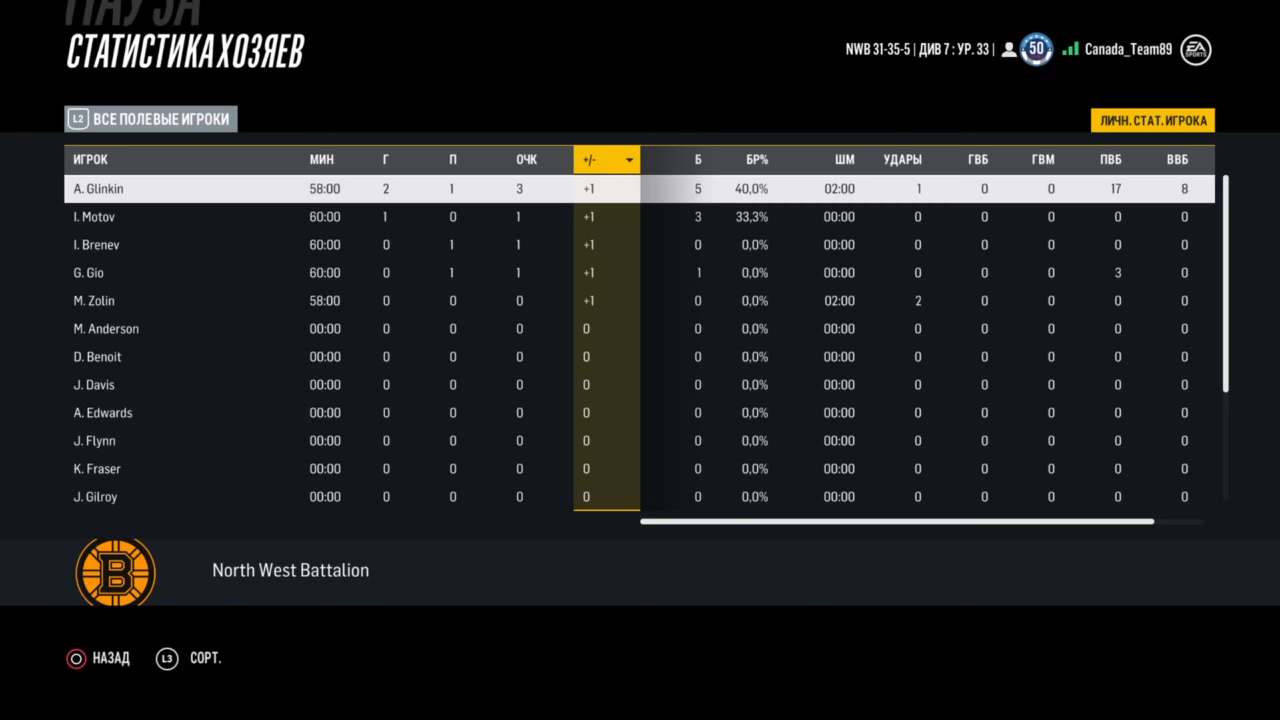 ПАУЗА
СТАТИСТИКА ХОЗЯЕВ
NWB 31-35-5 | ДИВ 7 : УР. 33 | 50 Canada_Team89 EA SPORTS
L2 ВСЕ ПОЛЕВЫЕ ИГРОКИ
ЛИЧН. СТАТ. ИГРОКА
ИГРОК МИН Г П ОЧК +/- Б БР% ШМ УДАРЫ ГВБ ГВМ ПВБ ВВБ
A. Glinkin 58:00 2 1 3 +1 5 40,0% 02:00 1 0 0 17 8
I. Motov 60:00 1 0 1 +1 3 33,3% 00:00 0 0 0 0 0
I. Brenev 60:00 0 1 1 +1 0 0,0% 00:00 0 0 0 0 0
G. Gio 60:00 0 1 1 +1 1 0,0% 00:00 0 0 0 3 0
M. Zolin 58:00 0 0 0 +1 0 0,0% 02:00 2 0 0 0 0
M. Anderson 00:00 0 0 0 0 0 0,0% 00:00 0 0 0 0 0
D. Benoit 00:00 0 0 0 0 0 0,0% 00:00 0 0 0 0 0
J. Davis 00:00 0 0 0 0 0 0,0% 00:00 0 0 0 0 0
A. Edwards 00:00 0 0 0 0 0 0,0% 00:00 0 0 0 0 0
J. Flynn 00:00 0 0 0 0 0 0,0% 00:00 0 0 0 0 0
K. Fraser 00:00 0 0 0 0 0 0,0% 00:00 0 0 0 0 0
J. Gilroy 00:00 0 0 0 0 0 0,0% 00:00 0 0 0 0 0
B North West Battalion
НАЗАД L3 СОРТ.